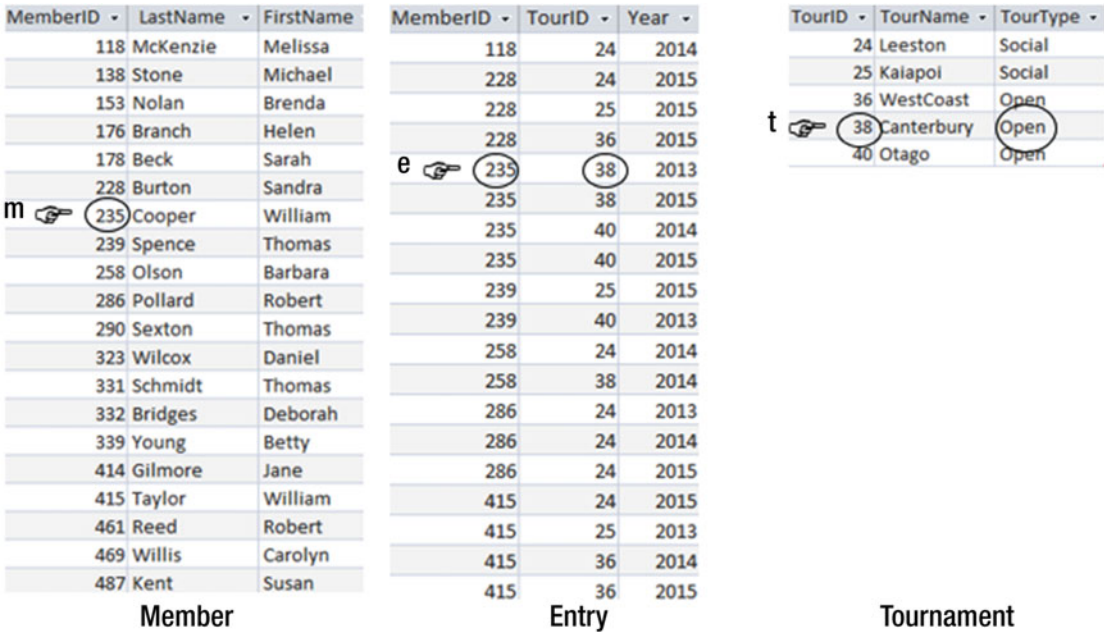 MemberID LastName FirstName
118 McKenzie Melissa
138 Stone Michael
153 Nolan Brenda
176 Branch Helen
178 Beck Sarah
228 Burton Sandra
m 235 Cooper William
239 Spence Thomas
258 Olson Barbara
286 Pollard Robert
290 Sexton Thomas
323 Wilcox Daniel
331 Schmidt Thomas
332 Bridges Deborah
339 Young Betty
414 Gilmore Jane
415 Taylor William
461 Reed Robert
469 Willis Carolyn
487 Kent Susan
Member
MemberID TourID Year
118 24 2014
228 24 2015
228 25 2015
228 36 2015
e 235 38 2013
235 38 2015
235 40 2014
235 40 2015
239 25 2015
239 40 2013
258 24 2014
258 38 2014
286 24 2013
286 24 2014
286 24 2015
415 24 2015
415 25 2013
415 36 2014
415 36 2015
Entry
TourID TourName TourType
24 Leeston Social
25 Kaiapoi Social
36 WestCoast Open
t 38 Canterbury Open
40 Otago Open
Tournament